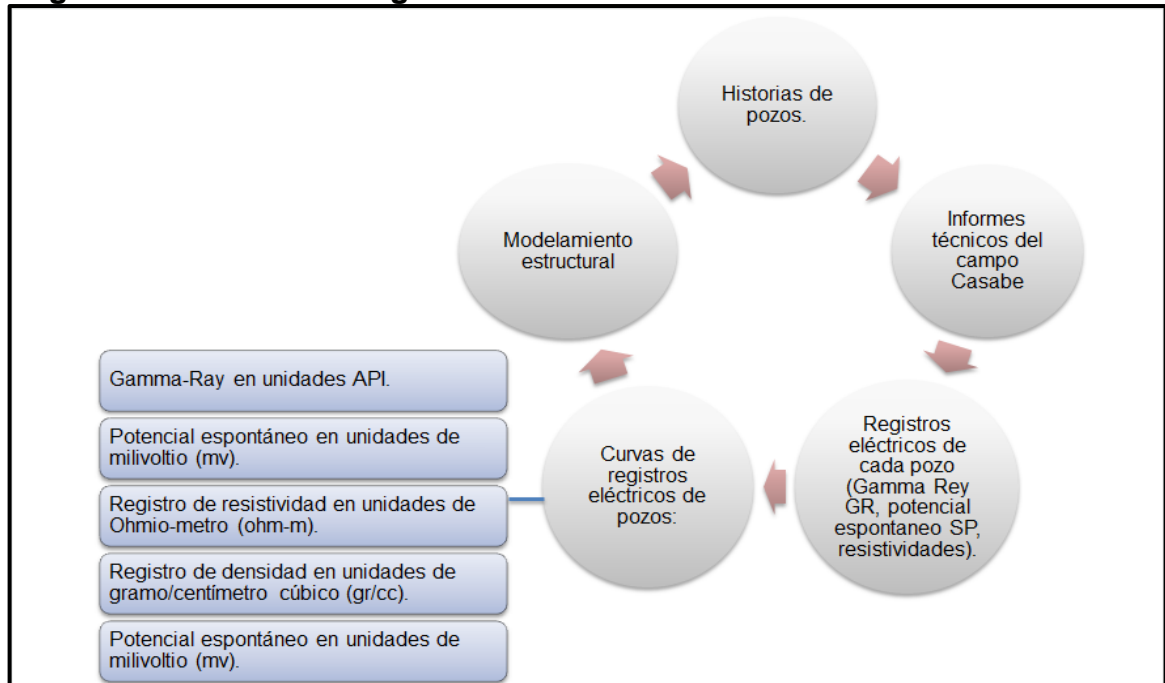 Historias de
pozos.
Informes
técnicos del
campo
Casabe
Registros
eléctricos de
cada pozo
(Gamma Rey
GR, potencial
espontaneo SP,
resistividades).
Curvas de
registros
eléctricos de
pozos:
Modelamiento
estructural
Gamma-Ray en unidades API.
Potencial espontáneo en unidades de
milivoltio (mv).
Registro de resistividad en unidades de
Ohmio-metro (ohm-m).
Registro de densidad en unidades de
gramo/centímetro cúbico (gr/cc).
Potencial espontáneo en unidades de
milivoltio (mv).